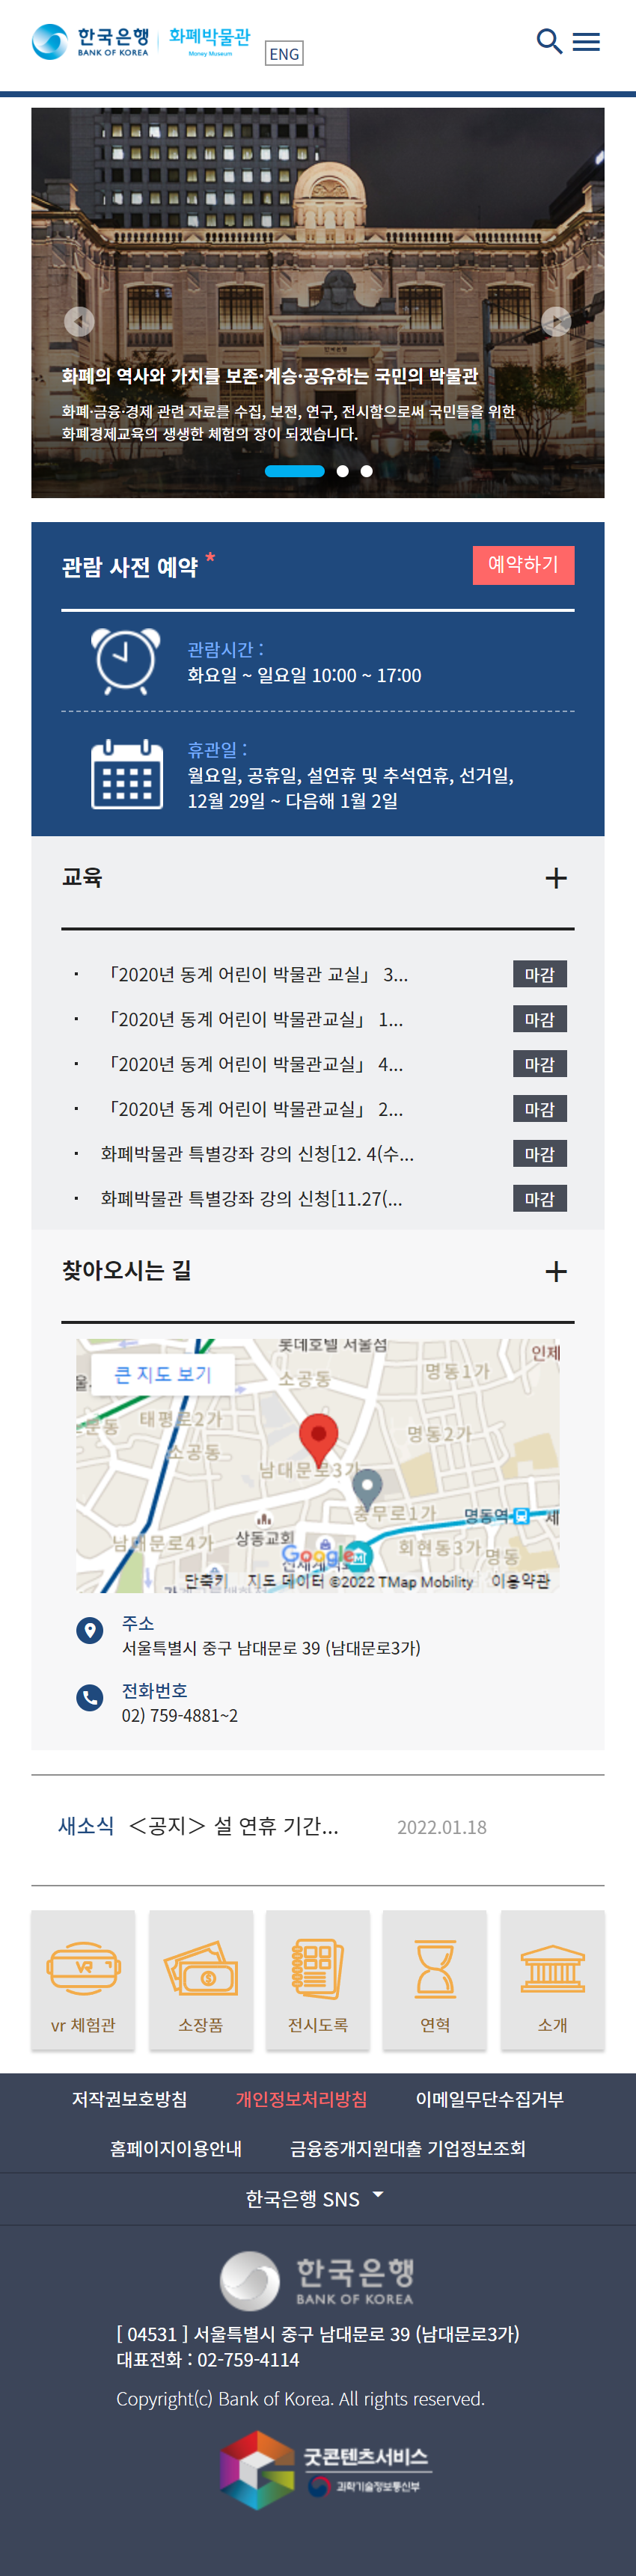 한국은행
BANK OF KOREA
화폐박물관
Money Museum
ENG
화폐의 역사와 가치를 보존·계승·공유하는 국민의 박물관
화폐·금융·경제 관련 자료를 수집, 보전, 연구, 전시함으로써 국민들을 위한
화폐경제교육의 생생한 체험의 장이 되겠습니다.
관람 사전 예약 *
예약하기
관람시간 :
화요일 ~ 일요일 10:00 ~ 17:00
휴관일 :
월요일, 공휴일, 설연휴 및 추석연휴, 선거일,
12월 29일 ~ 다음해 1월 2일
교육
「2020년 동계 어린이 박물관 교실」 3... 마감
「2020년 동계 어린이 박물관교실」 1... 마감
「2020년 동계 어린이 박물관교실」 4... 마감
「2020년 동계 어린이 박물관교실」 2... 마감
화폐박물관 특별강좌 강의 신청[12. 4(수... 마감
화폐박물관 특별강좌 강의 신청[11.27(... 마감
찾아오시는 길
롯데호텔 서울점
인제
큰 지도 보기
소공동
명동1가
태평로2가
명동2가
소공동
남대문로3가
충무로1가
명동역
세
남대문로4가
상동교회
회현동3가
명동
Google
단축키 지도 데이터 ©2022 TMap Mobility 이용약관
주소
서울특별시 중구 남대문로 39 (남대문로3가)
전화번호
02) 759-4881~2
새소식 <공지> 설 연휴 기간... 2022.01.18
VR
vr 체험관
소장품
전시도록
연혁
소개
저작권보호방침 개인정보처리방침 이메일무단수집거부
홈페이지이용안내 금융중개지원대출 기업정보조회
한국은행 SNS
한국은행
BANK OF KOREA
[ 04531 ] 서울특별시 중구 남대문로 39 (남대문로3가)
대표전화 : 02-759-4114
Copyright(c) Bank of Korea. All rights reserved.
굿콘텐츠서비스
과학기술정보통신부